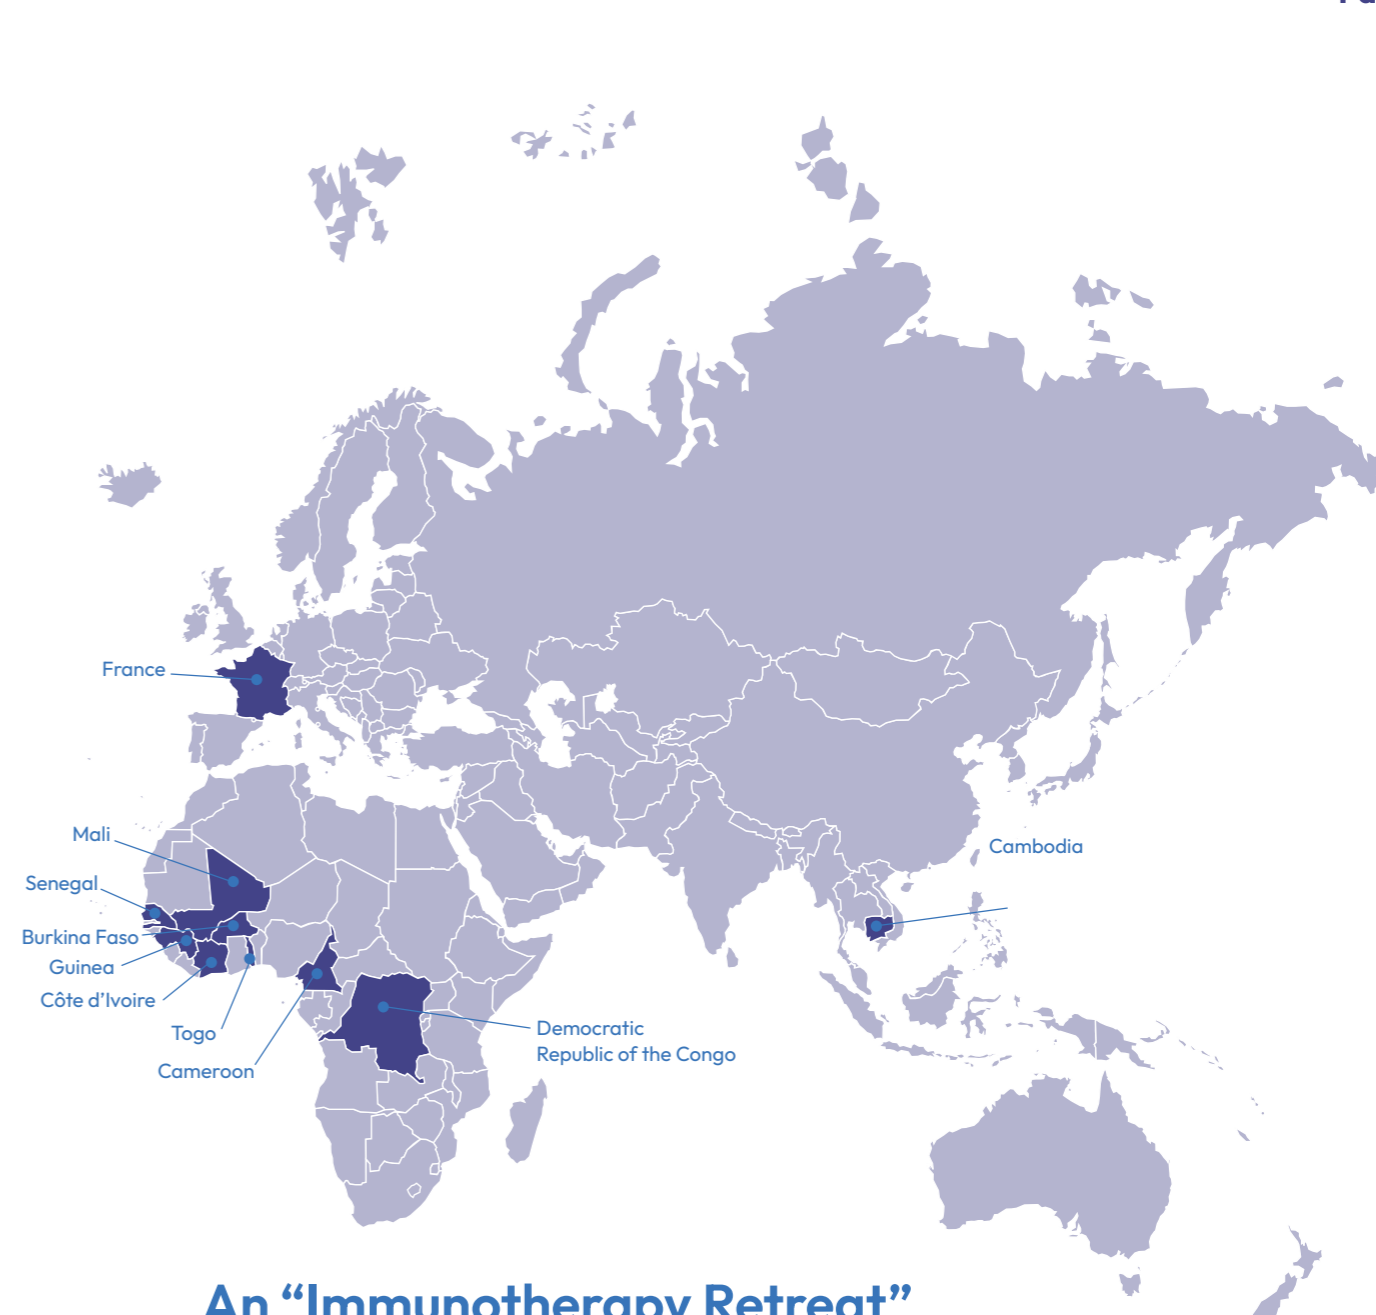 France
Mali
Cambodia
Senegal
Burkina Faso
Guinea
Côte d’Ivoire
Togo
Democratic
Republic of the Congo
Cameroon
An “Immunotherapy Retreat”